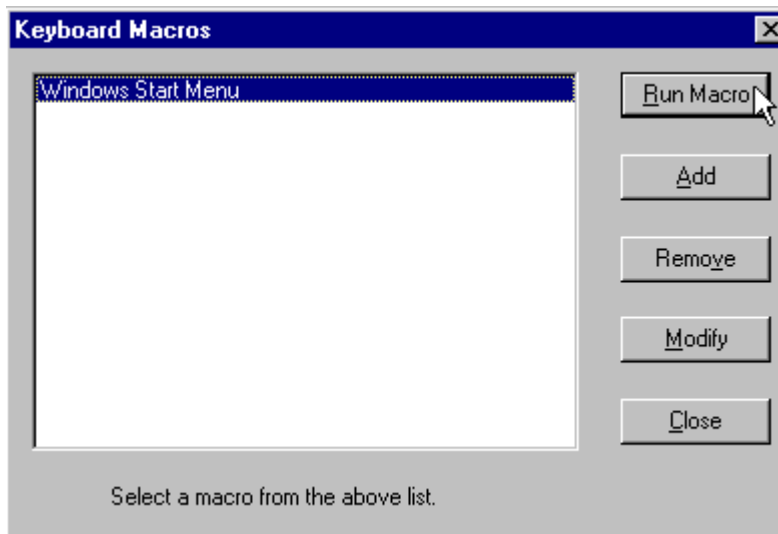 Keyboard Macros
Windows Start Menu
Run Macro
Add
Remove
Modify
Close
Select a macro from the above list.